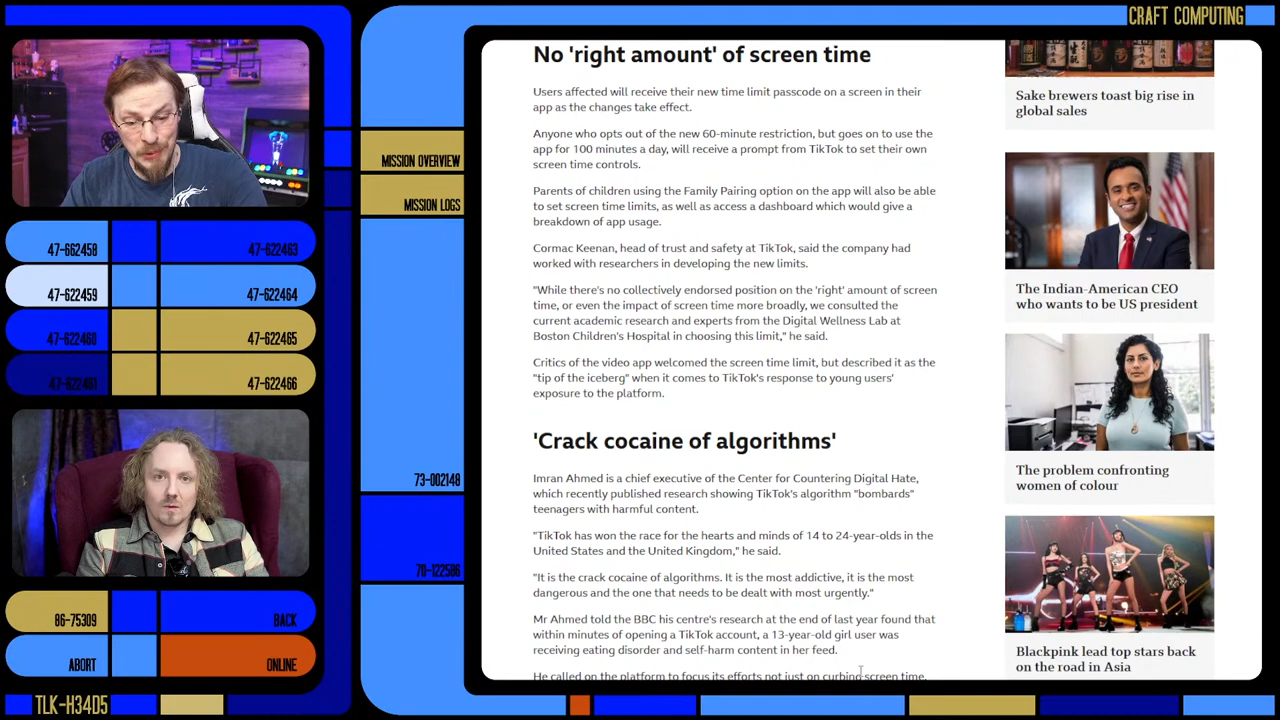 CRAFT COMPUTING
MISSION OVERVIEW
MISSION LOGS
47-662458
47-622463
47-622459
47-622464
47-622460
47-622465
47-622466
73-002148
86-75309
BACK
ABORT
ONLINE
TLK-H34D5
No 'right amount' of screen time
Users affected will receive their new time limit passcode on a screen in their
app as the changes take effect.
Anyone who opts out of the new 60-minute restriction, but goes on to use the
app for 100 minutes a day, will receive a prompt from TikTok to set their own
screen time controls.
Parents of children using the Family Pairing option on the app will also be able
to set screen time limits, as well as access a dashboard which would give a
breakdown of app usage.
Cormac Keenan, head of trust and safety at TikTok, said the company had
worked with researchers in developing the new limits.
"While there's no collectively endorsed position on the 'right' amount of screen
time, or even the impact of screen time more broadly, we consulted the
current academic research and experts from the Digital Wellness Lab at
Boston Children's Hospital in choosing this limit," he said.
Critics of the video app welcomed the screen time limit, but described it as the
"tip of the iceberg" when it comes to TikTok's response to young users'
exposure to the platform.
'Crack cocaine of algorithms'
Imran Ahmed is a chief executive of the Center for Countering Digital Hate,
which recently published research showing TikTok's algorithm "bombards"
teenagers with harmful content.
"TikTok has won the race for the hearts and minds of 14 to 24-year-olds in the
United States and the United Kingdom," he said.
"It is the crack cocaine of algorithms. It is the most addictive, it is the most
dangerous and the one that needs to be dealt with most urgently."
Mr Ahmed told the BBC his centre's research at the end of last year found that
within minutes of opening a TikTok account, a 13-year-old girl user was
receiving eating disorder and self-harm content in her feed.
He called on the platform to focus its efforts not just on curbing screen time,
Sake brewers toast big rise in
global sales
The Indian-American CEO
who wants to be US president
The problem confronting
women of colour
Blackpink lead top stars back
on the road in Asia